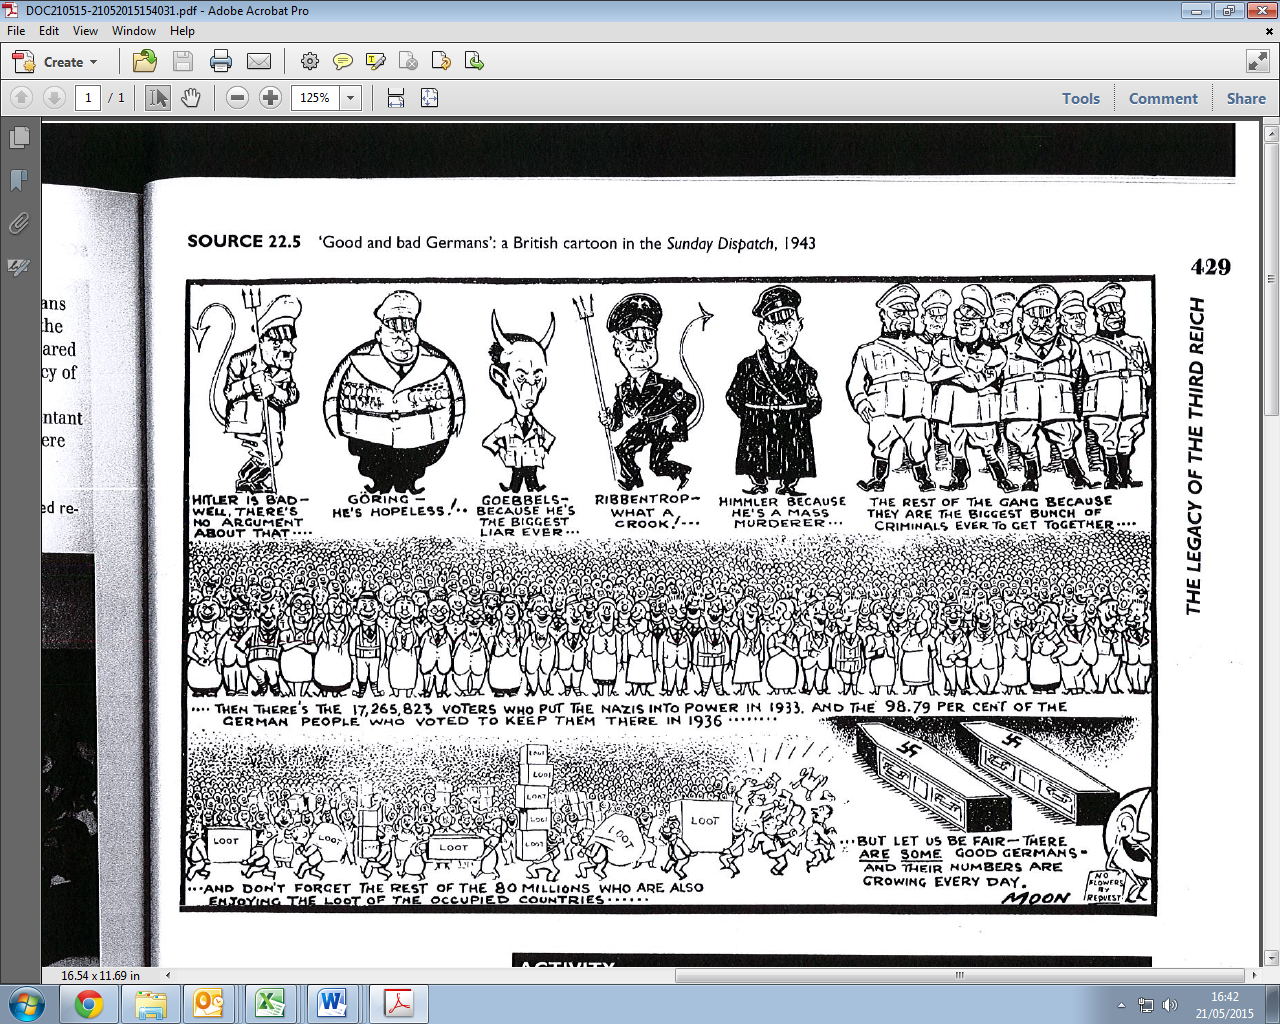 DOC210515-21052015154031.pdf - Adobe Acrobat Pro
File Edit View Window Help
Create
1 / 1
125%
Tools Comment Share
ans
the
ared
cy of
ntant
ere
ed re-
SOURCE 22.5 'Good and bad Germans': a British cartoon in the Sunday Dispatch, 1943
429
THE LEGACY OF THE THIRD REICH
HITLER IS BAD—
WELL, THERE'S
NO ARGUMENT
ABOUT THAT....
GÖRING—
HE'S HOPELESS!..
GOEBBELS—
BECAUSE HE'S
THE BIGGEST
LIAR EVER...
RIBBENTROP—
WHAT A
CROOK!...
HIMMLER BECAUSE
HE'S A MASS
MURDERER...
THE REST OF THE GANG BECAUSE
THEY ARE THE BIGGEST BUNCH OF
CRIMINALS EVER TO GET TOGETHER....
....THEN THERE'S THE 17,265,823 VOTERS WHO PUT THE NAZIS INTO POWER IN 1933. AND THE 98.79 PER CENT OF THE
GERMAN PEOPLE WHO VOTED TO KEEP THEM THERE IN 1936........
LOOT
LOOT
LOOT
LOOT
LOOT
LOOT
LOOT
LOOT
LOOT
LOOT
...AND DON'T FORGET THE REST OF THE 80 MILLIONS WHO ARE ALSO
ENJOYING THE LOOT OF THE OCCUPIED COUNTRIES......
...BUT LET US BE FAIR—THERE
ARE SOME GOOD GERMANS-
AND THEIR NUMBERS ARE
GROWING EVERY DAY.
MOON
NO
FLOWERS
BY
REQUEST
ACTIVITY
16.54 x 11.69 in
16:42
21/05/2015